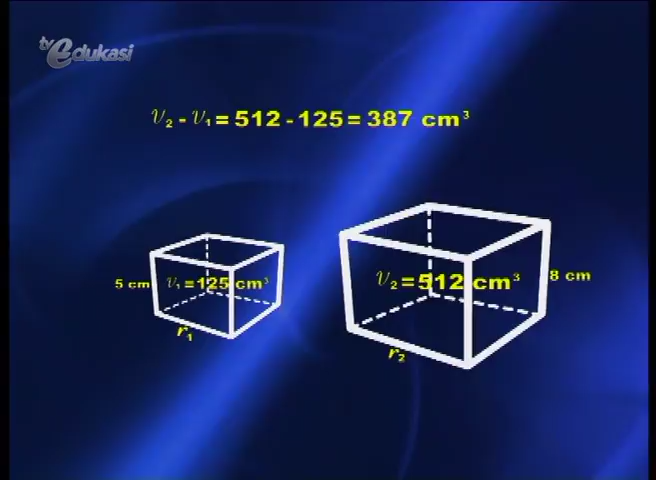 tv edukasi
V₂ - V₁ = 512 - 125 = 387 cm³
5 cm
V₁ = 125 cm³
r₁
V₂ = 512 cm³
8 cm
r₂